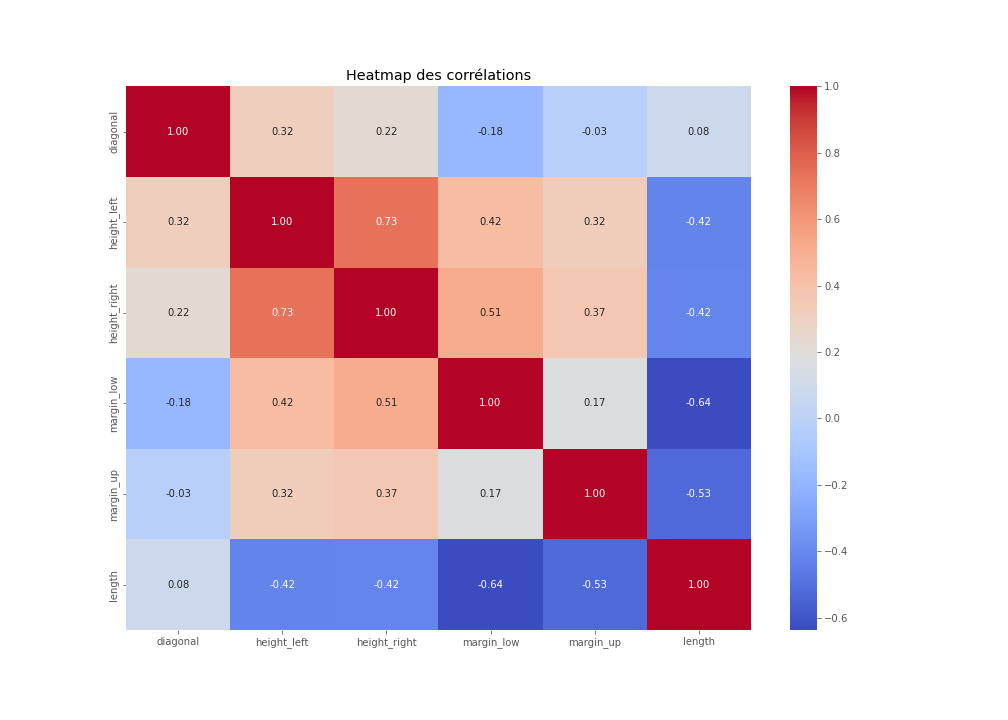 Heatmap des corrélations
1.0
diagonal 1.00 0.32 0.22 -0.18 -0.03 0.08
0.8
height_left 0.32 1.00 0.73 0.42 0.32 -0.42
0.6
0.4
height_right 0.22 0.73 1.00 0.51 0.37 -0.42
0.2
0.0
margin_low -0.18 0.42 0.51 1.00 0.17 -0.64
−0.2
margin_up -0.03 0.32 0.37 0.17 1.00 -0.53
−0.4
length 0.08 -0.42 -0.42 -0.64 -0.53 1.00
−0.6
diagonal height_left height_right margin_low margin_up length